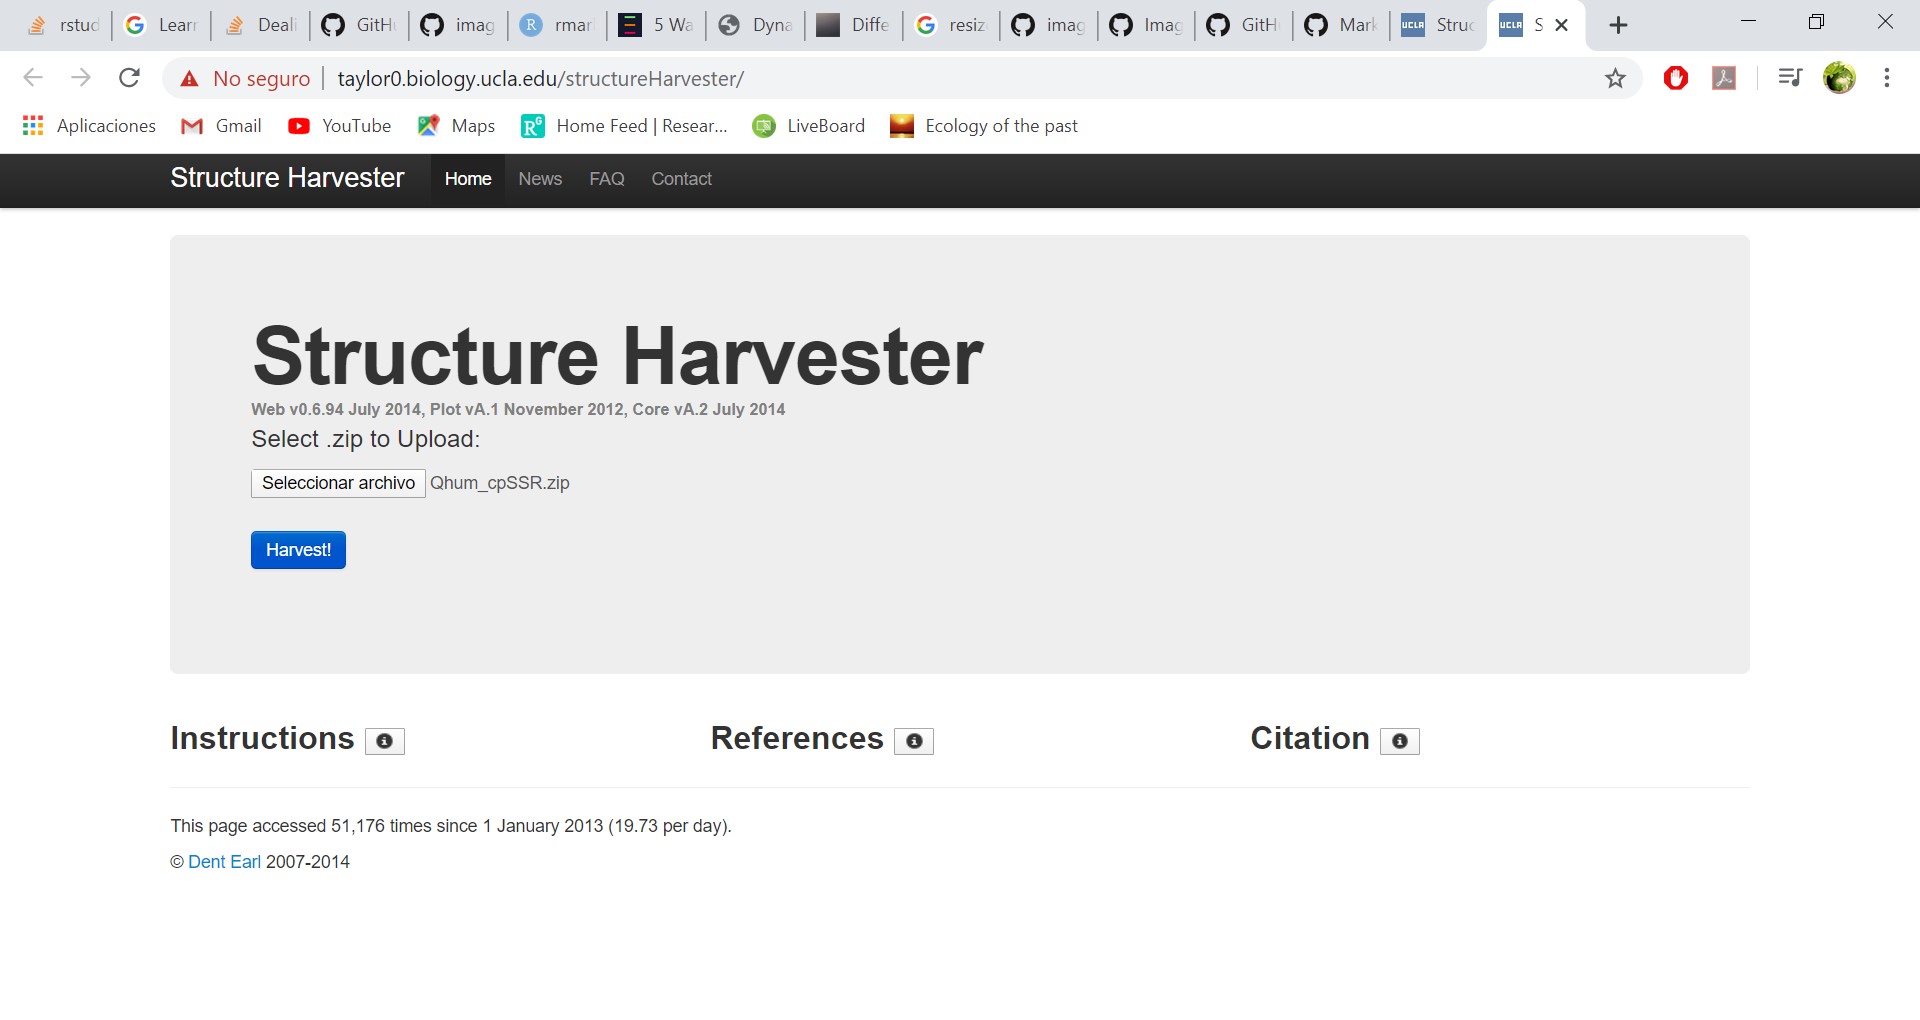 rstud Learn Deali GitHu imag rmar 5 Wa Dyna Diffe resiz imag Imag GitHu Mark Struc S
No seguro taylor0.biology.ucla.edu/structureHarvester/
Aplicaciones Gmail YouTube Maps Home Feed | Resear... LiveBoard Ecology of the past
Structure Harvester Home News FAQ Contact
Structure Harvester
Web v0.6.94 July 2014, Plot vA.1 November 2012, Core vA.2 July 2014
Select .zip to Upload:
Seleccionar archivo Qhum_cpSSR.zip
Harvest!
Instructions References Citation
This page accessed 51,176 times since 1 January 2013 (19.73 per day).
© Dent Earl 2007-2014